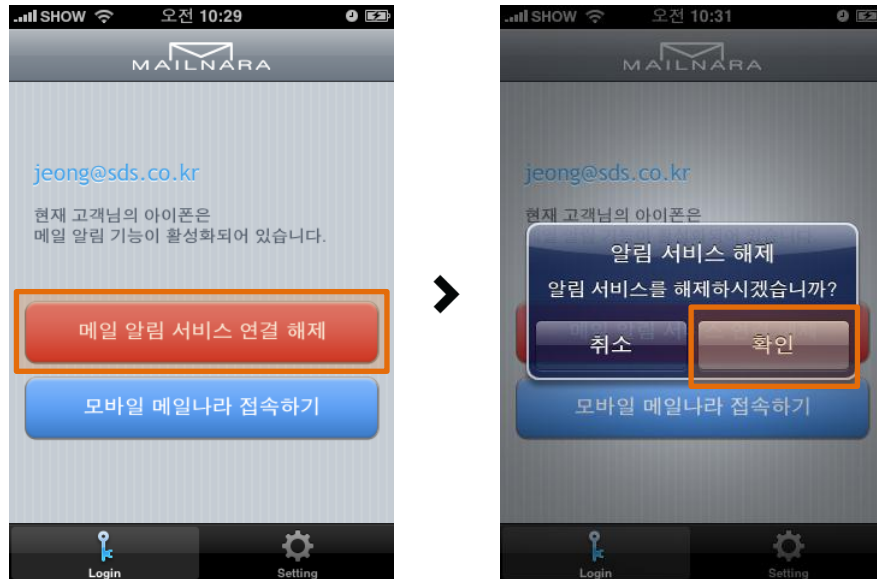 SHOW 오전 10:29
MAILNARA
jeong@sds.co.kr
현재 고객님의 아이폰은
메일 알림 기능이 활성화되어 있습니다.
메일 알림 서비스 연결 해제
모바일 메일나라 접속하기
Login Setting
SHOW 오전 10:31
MAILNARA
jeong@sds.co.kr
현재 고객님의 아이폰은
알림 서비스 해제
알림 서비스를 해제하시겠습니까?
취소 확인
모바일 메일나라 접속하기
Login Setting